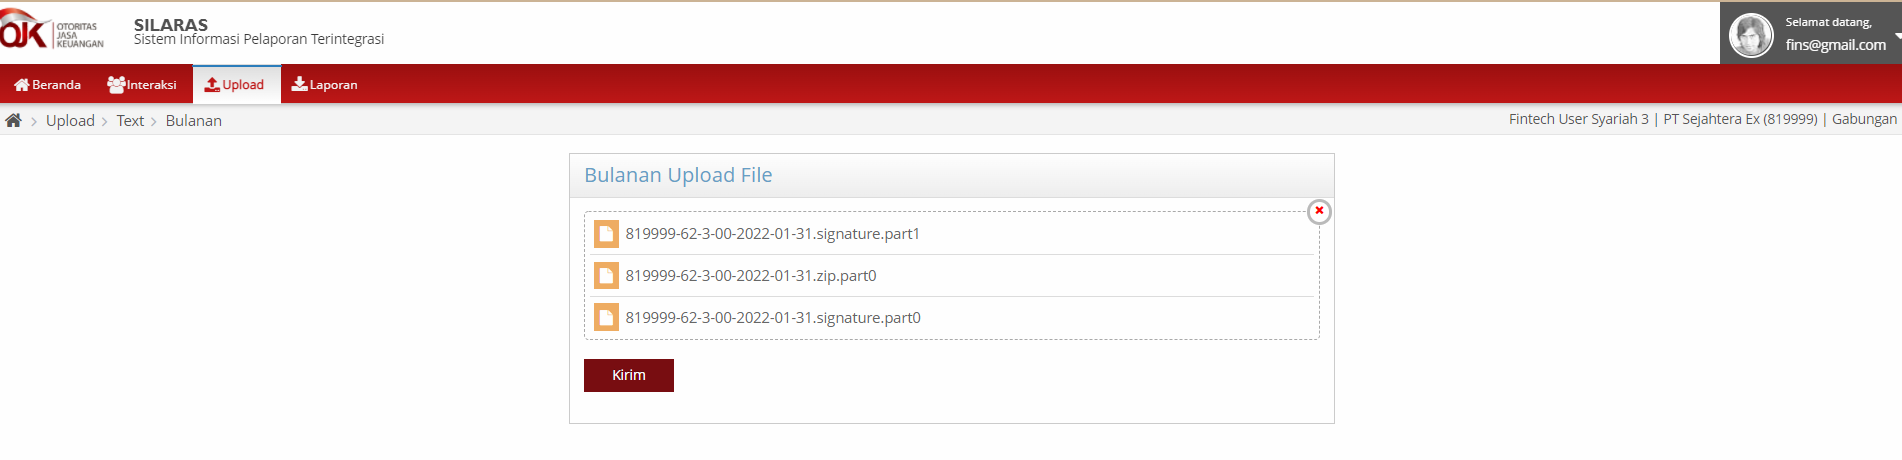 OJK OTORITAS
JASA
KEUANGAN
SILARAS
Sistem Informasi Pelaporan Terintegrasi
Selamat datang,
fins@gmail.com
Beranda Interaksi Upload Laporan
Upload > Text > Bulanan
Fintech User Syariah 3 | PT Sejahtera Ex (819999) | Gabungan
Bulanan Upload File
819999-62-3-00-2022-01-31.signature.part1
819999-62-3-00-2022-01-31.zip.part0
819999-62-3-00-2022-01-31.signature.part0
Kirim